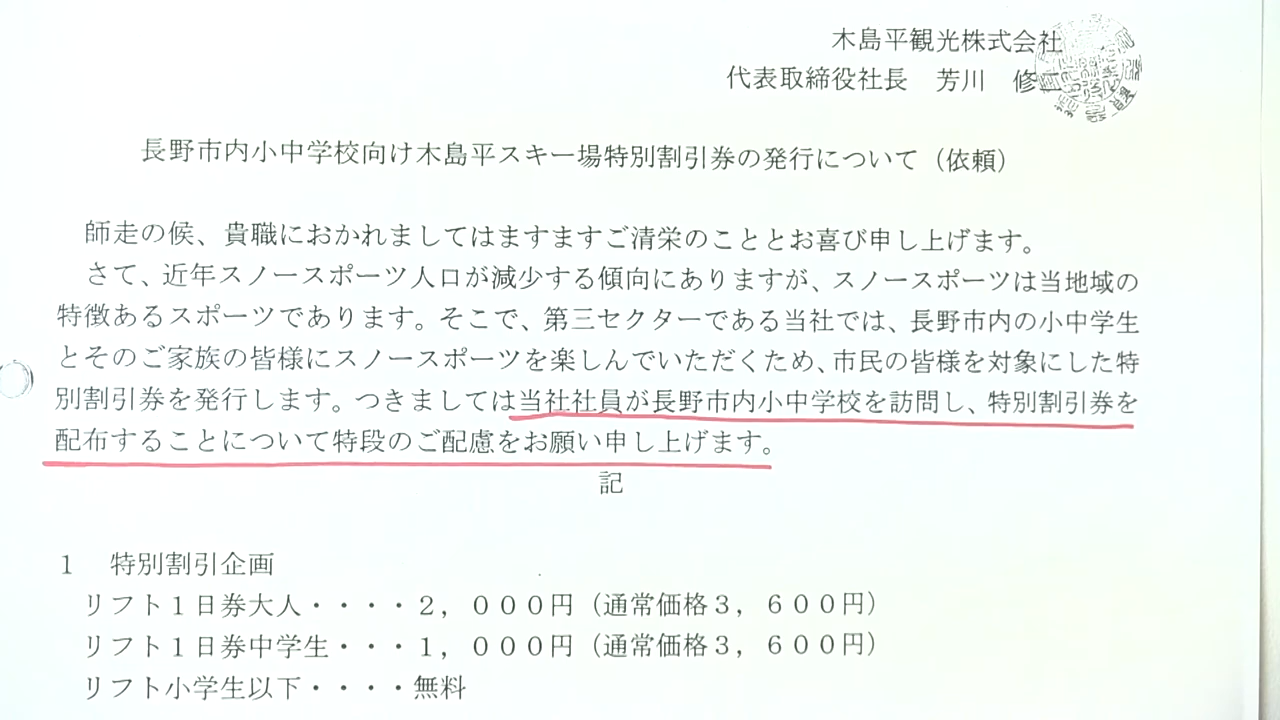 木島平観光株式会社
代表取締役社長　芳川　修
長野市内小中学校向け木島平スキー場特別割引券の発行について（依頼）
師走の候、貴職におかれましてはますますご清栄のこととお喜び申し上げます。
さて、近年スノースポーツ人口が減少する傾向にありますが、スノースポーツは当地域の
特徴あるスポーツであります。そこで、第三セクターである当社では、長野市内の小中学生
とそのご家族の皆様にスノースポーツを楽しんでいただくため、市民の皆様を対象にした特
別割引券を発行します。つきましては当社社員が長野市内小中学校を訪問し、特別割引券を
配布することについて特段のご配慮をお願い申し上げます。
記
１　特別割引企画
リフト１日券大人・・・・２，０００円（通常価格３，６００円）
リフト１日券中学生・・・１，０００円（通常価格３，６００円）
リフト小学生以下・・・・無料